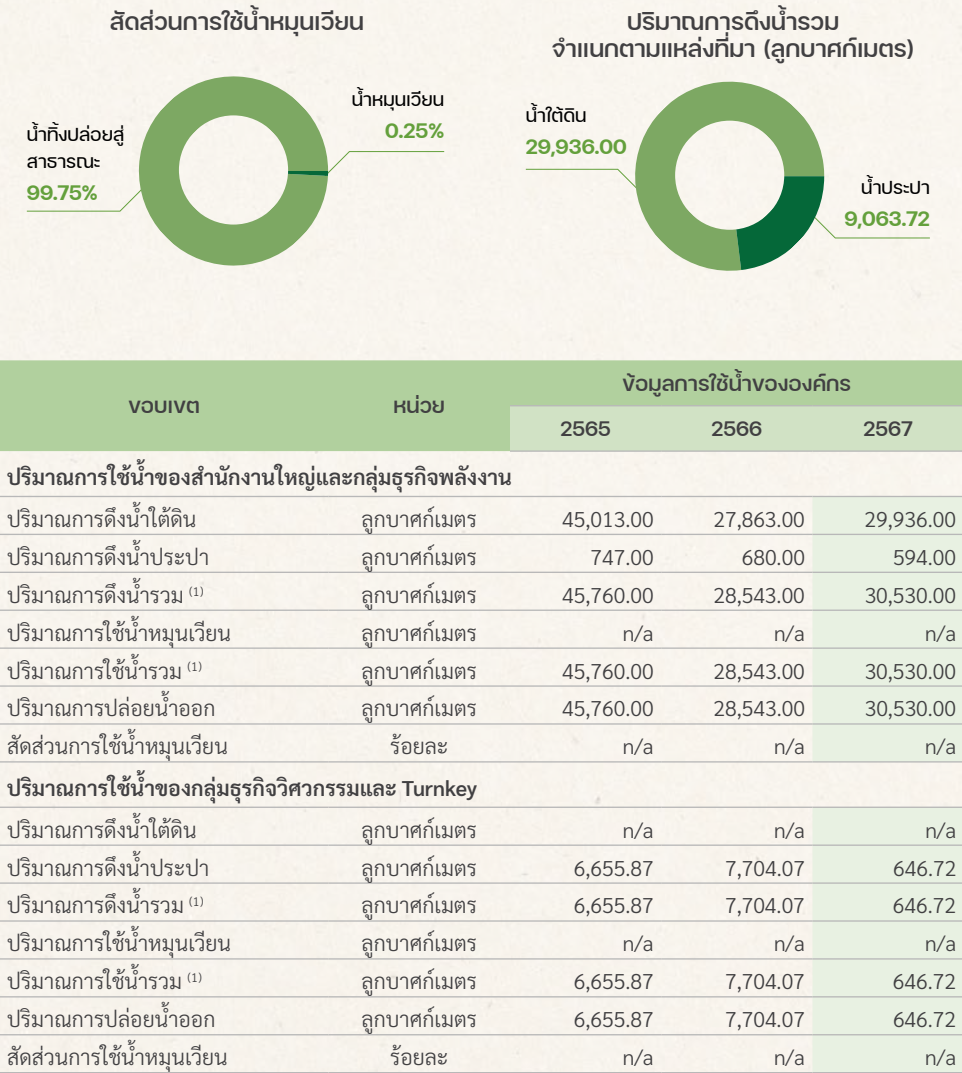 สัดส่วนการใช้น้ำหมุนเวียน
น้ำทิ้งปล่อยสู่
สาธารณะ
99.75%
น้ำหมุนเวียน
0.25%
ปริมาณการดึงน้ำรวม
จำแนกตามแหล่งที่มา (ลูกบาศก์เมตร)
น้ำใต้ดิน
29,936.00
น้ำประปา
9,063.72
ขอบเขต หน่วย ข้อมูลการใช้น้ำขององค์กร
2565 2566 2567
ปริมาณการใช้น้ำของสำนักงานใหญ่และกลุ่มธุรกิจพลังงาน
ปริมาณการดึงน้ำใต้ดิน ลูกบาศก์เมตร 45,013.00 27,863.00 29,936.00
ปริมาณการดึงน้ำประปา ลูกบาศก์เมตร 747.00 680.00 594.00
ปริมาณการดึงน้ำรวม (1) ลูกบาศก์เมตร 45,760.00 28,543.00 30,530.00
ปริมาณการใช้น้ำหมุนเวียน ลูกบาศก์เมตร n/a n/a n/a
ปริมาณการใช้น้ำรวม (1) ลูกบาศก์เมตร 45,760.00 28,543.00 30,530.00
ปริมาณการปล่อยน้ำออก ลูกบาศก์เมตร 45,760.00 28,543.00 30,530.00
สัดส่วนการใช้น้ำหมุนเวียน ร้อยละ n/a n/a n/a
ปริมาณการใช้น้ำของกลุ่มธุรกิจวิศวกรรมและ Turnkey
ปริมาณการดึงน้ำใต้ดิน ลูกบาศก์เมตร n/a n/a n/a
ปริมาณการดึงน้ำประปา ลูกบาศก์เมตร 6,655.87 7,704.07 646.72
ปริมาณการดึงน้ำรวม (1) ลูกบาศก์เมตร 6,655.87 7,704.07 646.72
ปริมาณการใช้น้ำหมุนเวียน ลูกบาศก์เมตร n/a n/a n/a
ปริมาณการใช้น้ำรวม (1) ลูกบาศก์เมตร 6,655.87 7,704.07 646.72
ปริมาณการปล่อยน้ำออก ลูกบาศก์เมตร 6,655.87 7,704.07 646.72
สัดส่วนการใช้น้ำหมุนเวียน ร้อยละ n/a n/a n/a